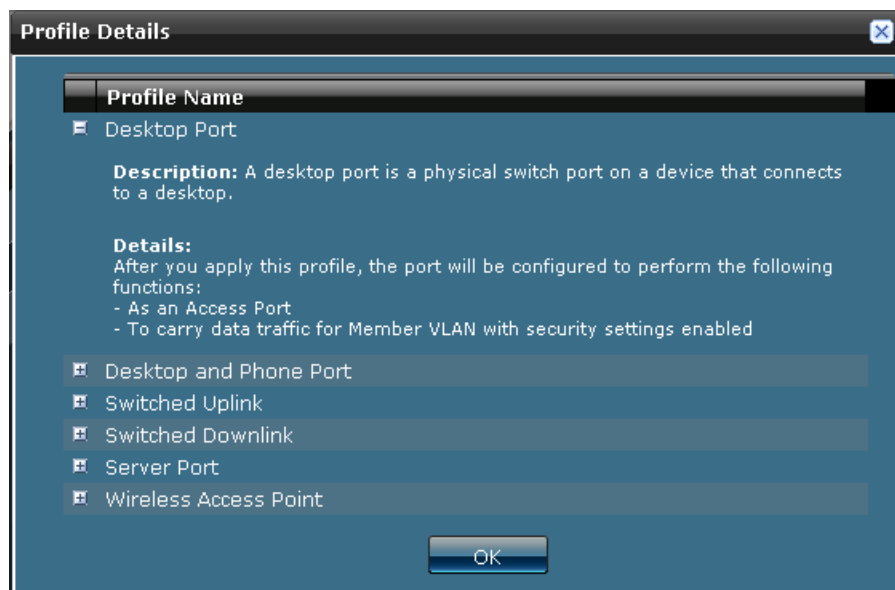 Profile Details
Profile Name
Desktop Port
Description: A desktop port is a physical switch port on a device that connects
to a desktop.
Details:
After you apply this profile, the port will be configured to perform the following
functions:
- As an Access Port
- To carry data traffic for Member VLAN with security settings enabled
Desktop and Phone Port
Switched Uplink
Switched Downlink
Server Port
Wireless Access Point
OK